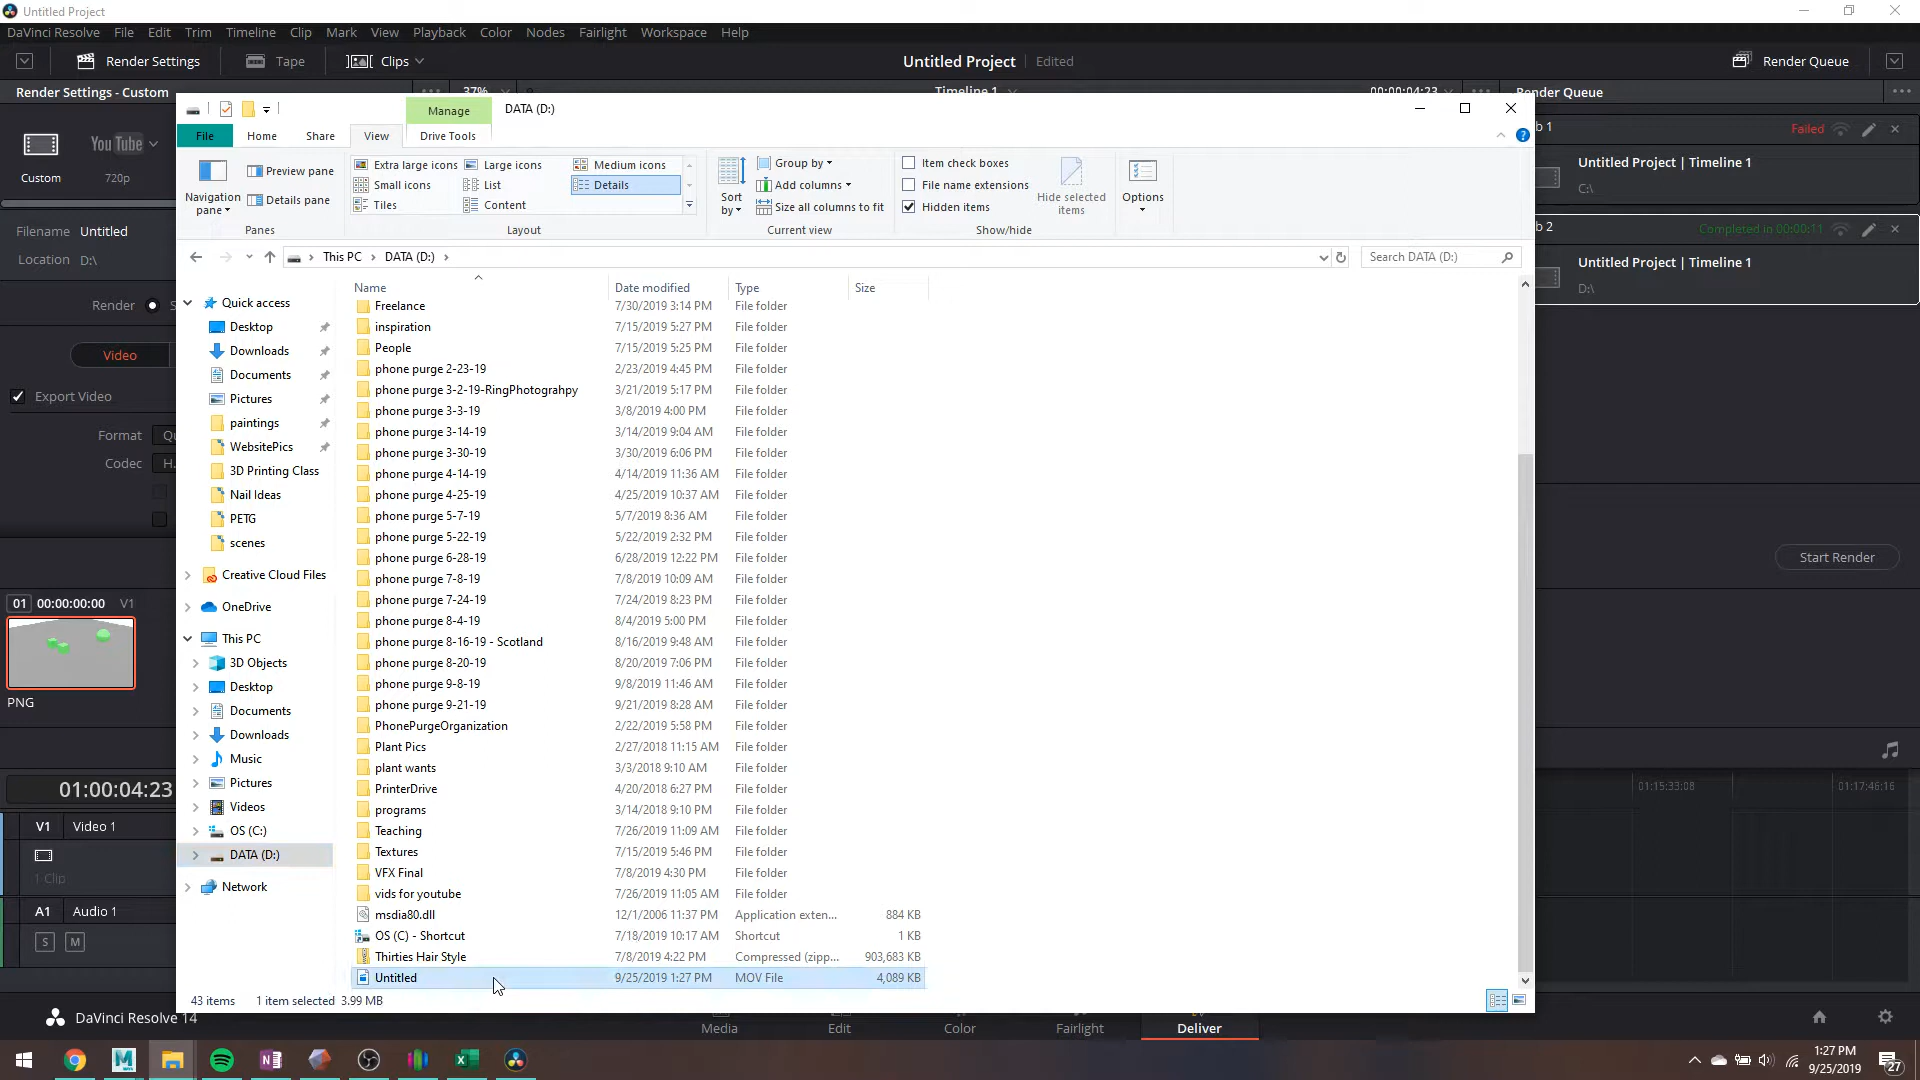 Untitled Project
DaVinci Resolve File Edit Trim Timeline Clip Mark View Playback Color Nodes Fairlight Workspace Help
Render Settings Tape Clips Untitled Project Edited Render Queue
Render Settings - Custom 37% Timeline 1 00:00:04:23 Render Queue
Manage DATA (D:)
File Home Share View Drive Tools
Navigation pane
Preview pane
Details pane
Panes
Extra large icons Large icons Medium icons
Small icons List Details
Tiles Content
Layout
Sort by
Group by
Add columns
Size all columns to fit
Current view
Item check boxes
File name extensions
Hidden items
Hide selected items
Show/hide
Options
This PC DATA (D:) Search DATA (D:)
Custom
YouTube
720p
Filename Untitled
Location D:\
Render
Video
Export Video
Format
Codec H.
01 00:00:00:00 V1
PNG
01:00:04:23
V1 Video 1
1 Clip
A1 Audio 1
S M
Quick access
Desktop
Downloads
Documents
Pictures
paintings
WebsitePics
3D Printing Class
Nail Ideas
PETG
scenes
Creative Cloud Files
OneDrive
This PC
3D Objects
Desktop
Documents
Downloads
Music
Pictures
Videos
OS (C:)
DATA (D:)
Network
Name Date modified Type Size
Freelance 7/30/2019 3:14 PM File folder
inspiration 7/15/2019 5:27 PM File folder
People 7/15/2019 5:25 PM File folder
phone purge 2-23-19 2/23/2019 4:45 PM File folder
phone purge 3-2-19-RingPhotograhpy 3/21/2019 5:17 PM File folder
phone purge 3-3-19 3/8/2019 4:00 PM File folder
phone purge 3-14-19 3/14/2019 9:04 AM File folder
phone purge 3-30-19 3/30/2019 6:06 PM File folder
phone purge 4-14-19 4/14/2019 11:36 AM File folder
phone purge 4-25-19 4/25/2019 10:37 AM File folder
phone purge 5-7-19 5/7/2019 8:36 AM File folder
phone purge 5-22-19 5/22/2019 2:32 PM File folder
phone purge 6-28-19 6/28/2019 12:22 PM File folder
phone purge 7-8-19 7/8/2019 10:09 AM File folder
phone purge 7-24-19 7/24/2019 8:23 PM File folder
phone purge 8-4-19 8/4/2019 5:00 PM File folder
phone purge 8-16-19 - Scotland 8/16/2019 9:48 AM File folder
phone purge 8-20-19 8/20/2019 7:06 PM File folder
phone purge 9-8-19 9/8/2019 11:46 AM File folder
phone purge 9-21-19 9/21/2019 8:28 AM File folder
PhonePurgeOrganization 2/22/2019 5:58 PM File folder
Plant Pics 2/27/2018 11:15 AM File folder
plant wants 3/3/2018 9:10 AM File folder
PrinterDrive 4/20/2018 6:27 PM File folder
programs 3/14/2018 9:10 PM File folder
Teaching 7/26/2019 11:09 AM File folder
Textures 7/15/2019 5:46 PM File folder
VFX Final 7/8/2019 4:30 PM File folder
vids for youtube 7/26/2019 11:05 AM File folder
msdia80.dll 12/1/2006 11:37 PM Application exten... 884 KB
OS (C) - Shortcut 7/18/2019 10:17 AM Shortcut 1 KB
Thirties Hair Style 7/8/2019 4:22 PM Compressed (zipp... 903,683 KB
Untitled 9/25/2019 1:27 PM MOV File 4,089 KB
43 items 1 item selected 3.99 MB
b 1 Failed
Untitled Project | Timeline 1
C:\
b 2 Completed in 00:00:11
Untitled Project | Timeline 1
D:\
Start Render
01:15:33:08 01:17:46:16
DaVinci Resolve 14 Media Edit Color Fairlight Deliver
1:27 PM
9/25/2019
27